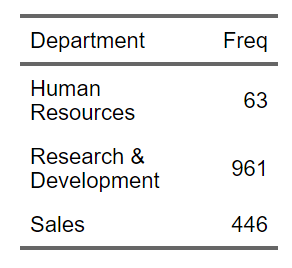 Department Freq
Human
Resources 63
Research &
Development 961
Sales 446